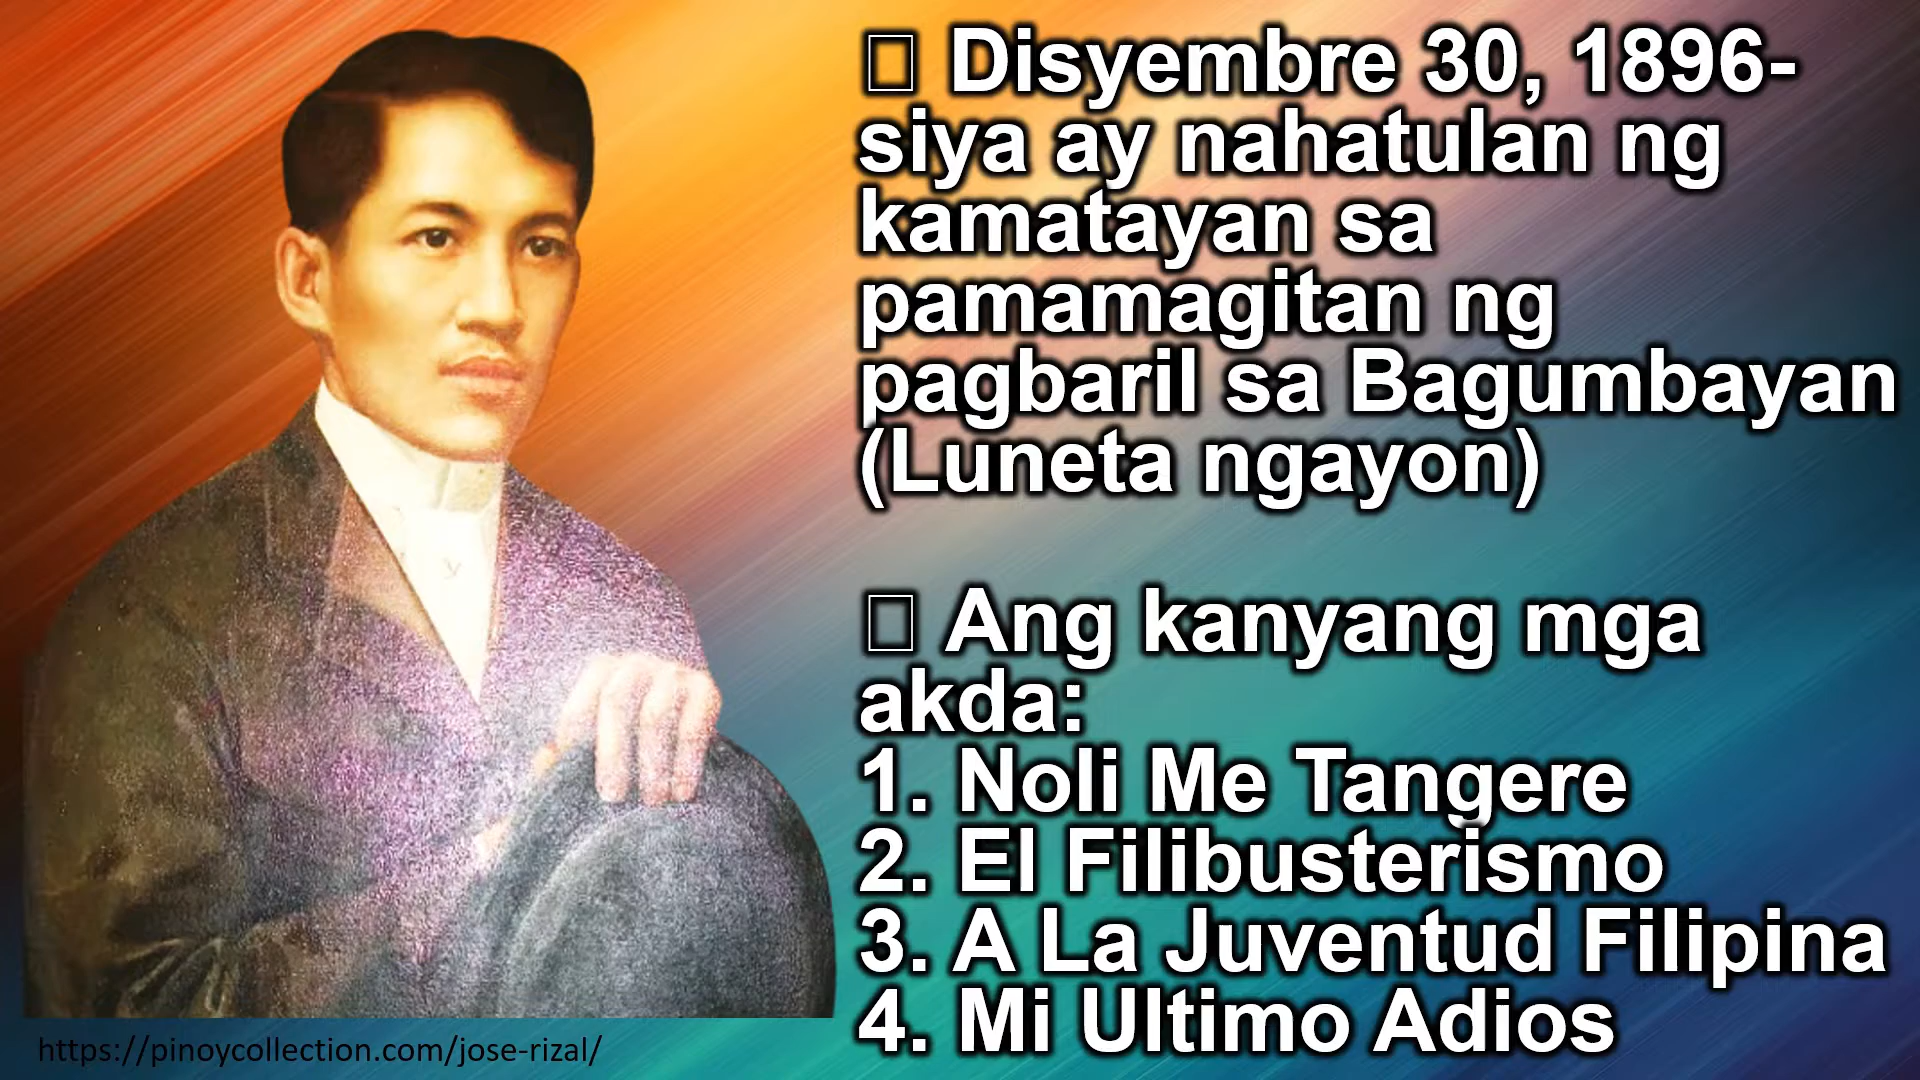 Disyembre 30, 1896-
siya ay nahatulan ng
kamatayan sa
pamamagitan ng
pagbaril sa Bagumbayan
(Luneta ngayon)
Ang kanyang mga
akda:
1. Noli Me Tangere
2. El Filibusterismo
3. A La Juventud Filipina
4. Mi Ultimo Adios
https://pinoycollection.com/jose-rizal/